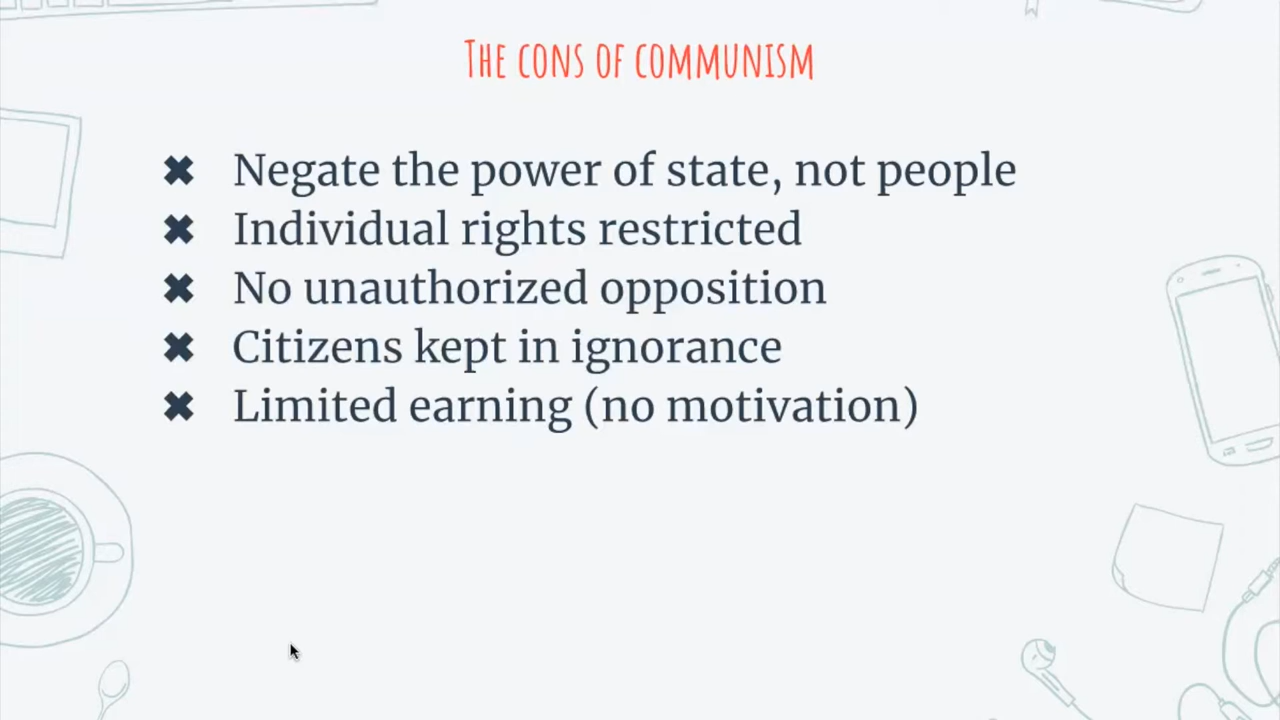 The cons of communism
✖ Negate the power of state, not people
✖ Individual rights restricted
✖ No unauthorized opposition
✖ Citizens kept in ignorance
✖ Limited earning (no motivation)